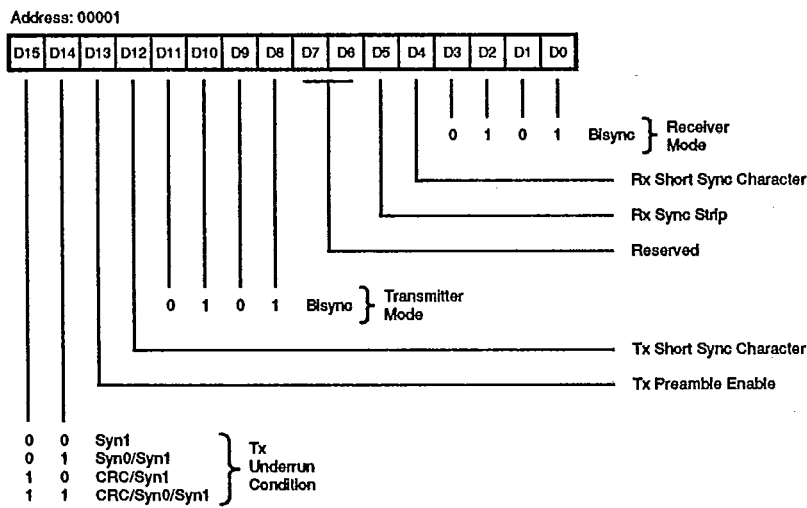 Address: 00001
D15 D14 D13 D12 D11 D10 D9 D8 D7 D6 D5 D4 D3 D2 D1 D0
0 1 0 1 Bisync } Receiver
Mode
Rx Short Sync Character
Rx Sync Strip
Reserved
0 1 0 1 Bisync } Transmitter
Mode
Tx Short Sync Character
Tx Preamble Enable
0 0 Syn1
0 1 Syn0/Syn1
1 0 CRC/Syn1
1 1 CRC/Syn0/Syn1
Tx
Underrun
Condition